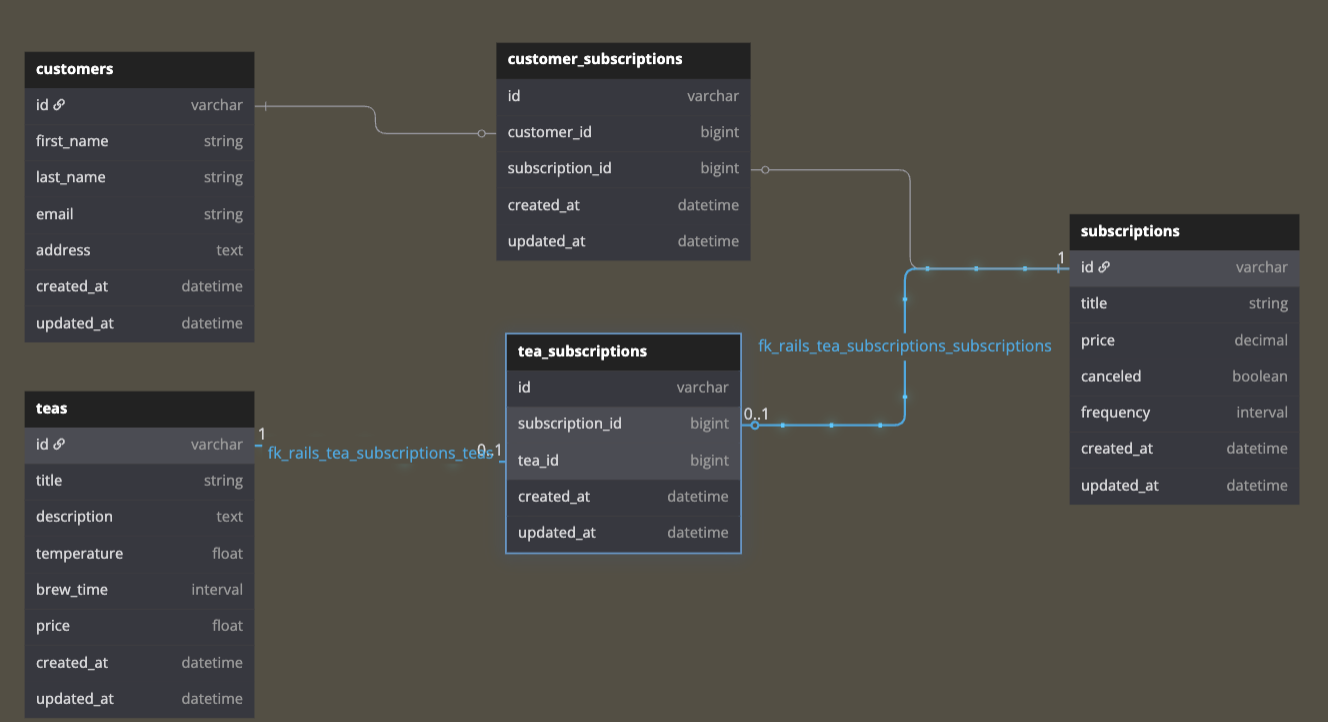 customers
id varchar
first_name string
last_name string
email string
address text
created_at datetime
updated_at datetime
customer_subscriptions
id varchar
customer_id bigint
subscription_id bigint
created_at datetime
updated_at datetime
subscriptions
1
id varchar
title string
price decimal
canceled boolean
frequency interval
created_at datetime
updated_at datetime
tea_subscriptions
id varchar
subscription_id bigint
tea_id bigint
created_at datetime
updated_at datetime
fk_rails_tea_subscriptions_subscriptions
0..1
teas
id varchar
title string
description text
temperature float
brew_time interval
price float
created_at datetime
updated_at datetime
1
fk_rails_tea_subscriptions_teas
0..1